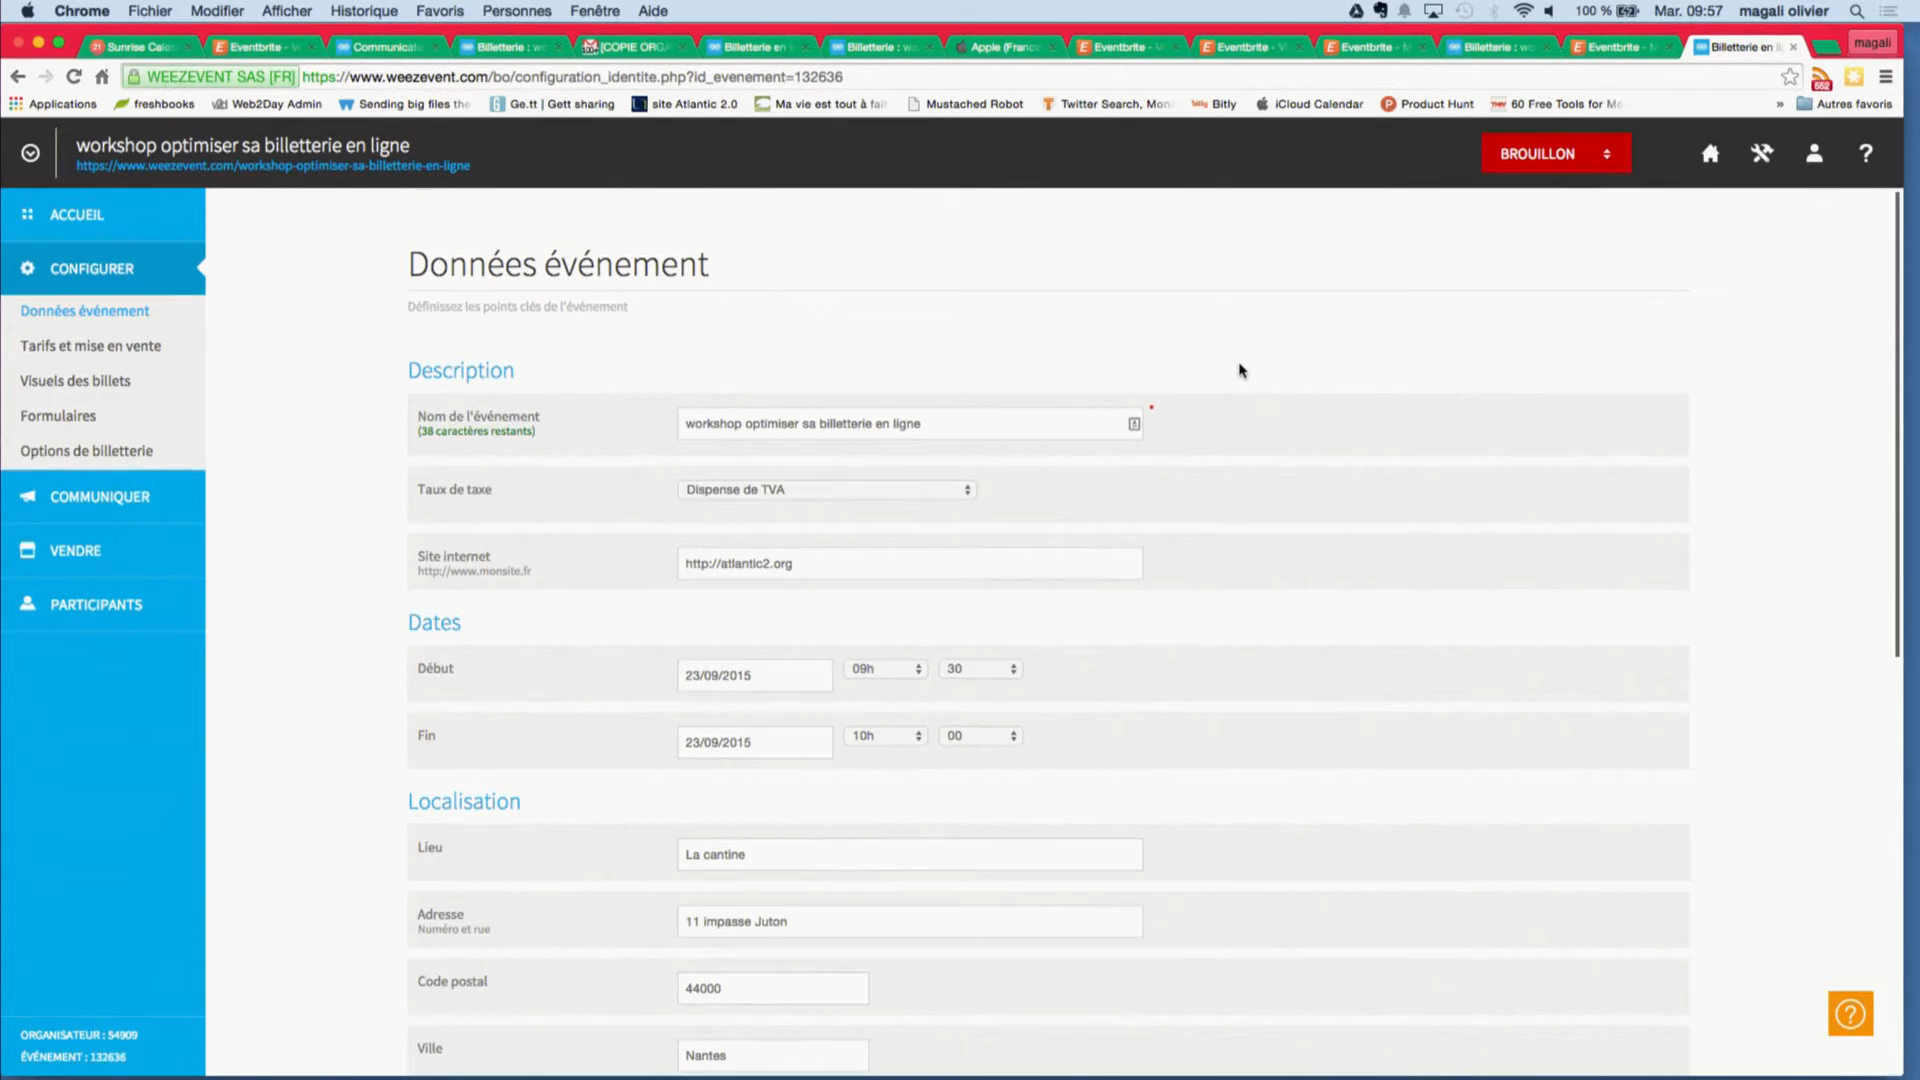 Chrome Fichier Modifier Afficher Historique Favoris Personnes Fenêtre Aide 100 % Mar. 09:57 magali olivier
Sunrise Cale Eventbrite - Communicati Billetterie : wo [COPIE ORG Billetterie en Billetterie : wo Apple (Franc Eventbrite - Eventbrite - Eventbrite - Billetterie : wo Eventbrite - Billetterie en li magali
WEEZEVENT SAS [FR] https://www.weezevent.com/bo/configuration_identite.php?id_evenement=132636
552
Applications freshbooks Web2Day Admin Sending big files the Ge.tt | Gett sharing site Atlantic 2.0 Ma vie est tout à fait Mustached Robot Twitter Search, Mon Bitly iCloud Calendar Product Hunt 60 Free Tools for Mo » Autres favoris
workshop optimiser sa billetterie en ligne
https://www.weezevent.com/workshop-optimiser-sa-billetterie-en-ligne
BROUILLON
?
ACCUEIL
CONFIGURER
Données événement
Tarifs et mise en vente
Visuels des billets
Formulaires
Options de billetterie
COMMUNIQUER
VENDRE
PARTICIPANTS
ORGANISATEUR : 54909
ÉVÉNEMENT : 132636
Données événement
Définissez les points clés de l'événement
Description
Nom de l'événement
(38 caractères restants)
workshop optimiser sa billetterie en ligne
*
Taux de taxe
Dispense de TVA
Site internet
http://www.monsite.fr
http://atlantic2.org
Dates
Début
23/09/2015 09h 30
Fin
23/09/2015 10h 00
Localisation
Lieu
La cantine
Adresse
Numéro et rue
11 impasse Juton
Code postal
44000
Ville
Nantes
?